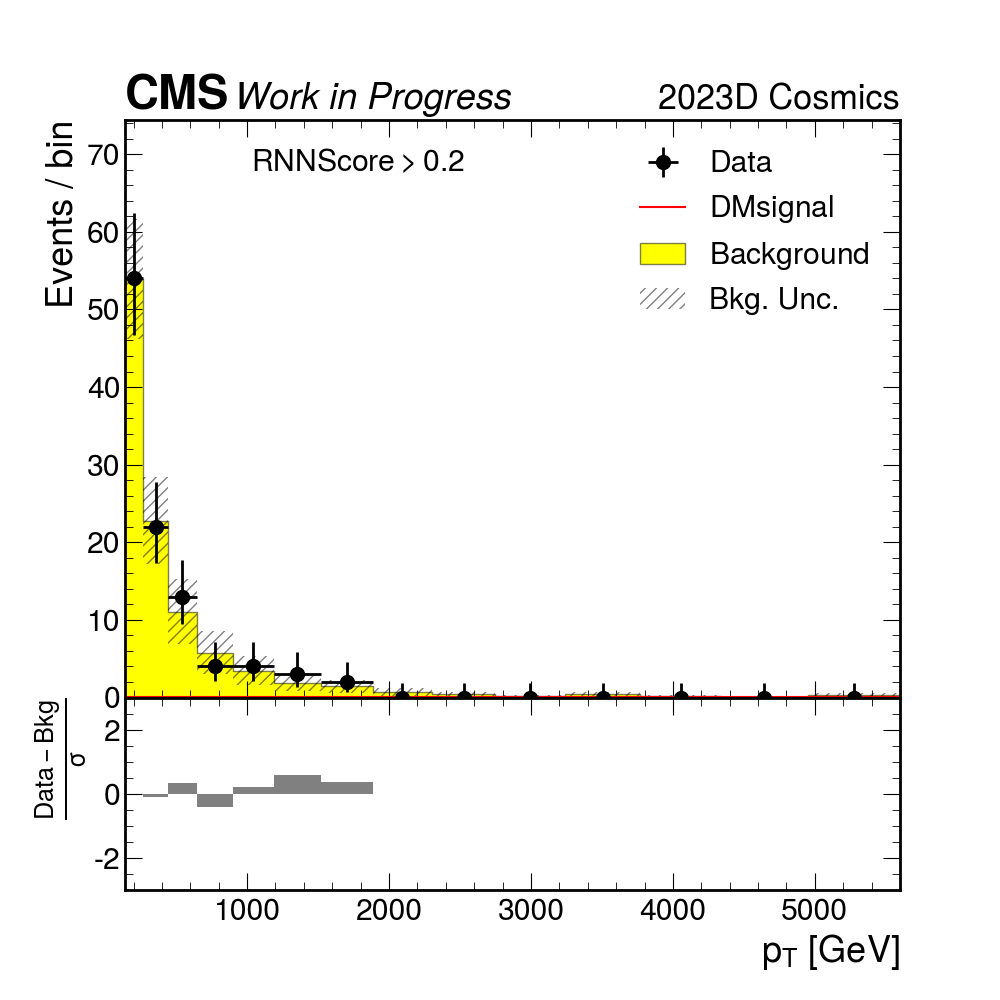 CMS Work in Progress 2023D Cosmics
RNNScore > 0.2
Data
DMsignal
Background
Bkg. Unc.
Events / bin
70
60
50
40
30
20
10
0
Data – Bkg
σ
2
0
-2
1000 2000 3000 4000 5000
pT [GeV]